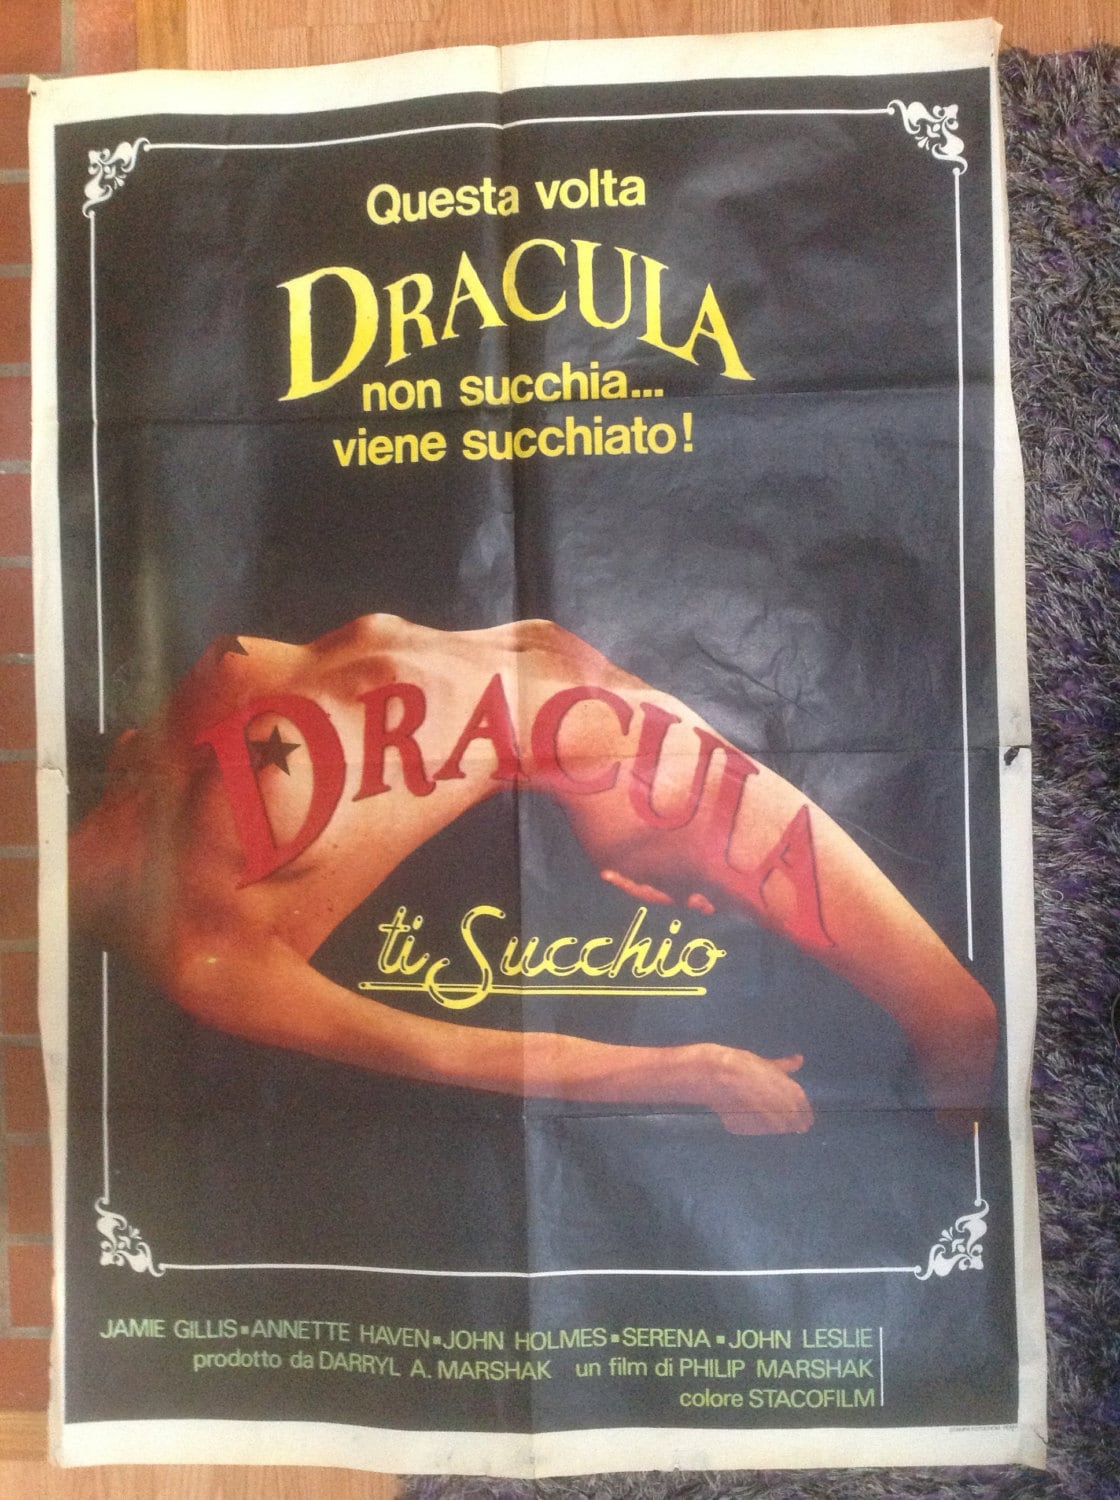 Questa volta
DRACULA
non succhia...
viene succhiato!
DRACULA
ti Succhio
JAMIE GILLIS▪ANNETTE HAVEN▪JOHN HOLMES▪SERENA▪JOHN LESLIE
prodotto da DARRYL A. MARSHAK un film di PHILIP MARSHAK
colore STACOFILM